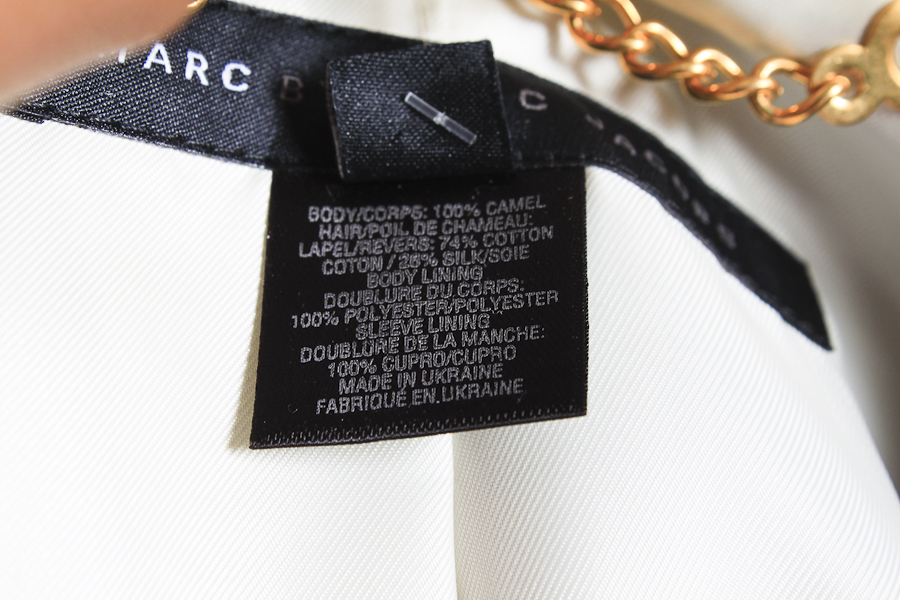 ARC B C JACOBS
BODY/CORPS: 100% CAMEL
HAIR/POIL DE CHAMEAU:
LAPEL/REVERS: 74% COTTON
COTON / 26% SILK/SOIE
BODY LINING
DOUBLURE DU CORPS:
100% POLYESTER/POLYESTER
SLEEVE LINING
DOUBLURE DE LA MANCHE:
100% CUPRO/CUPRO
MADE IN UKRAINE
FABRIQUÉ EN UKRAINE